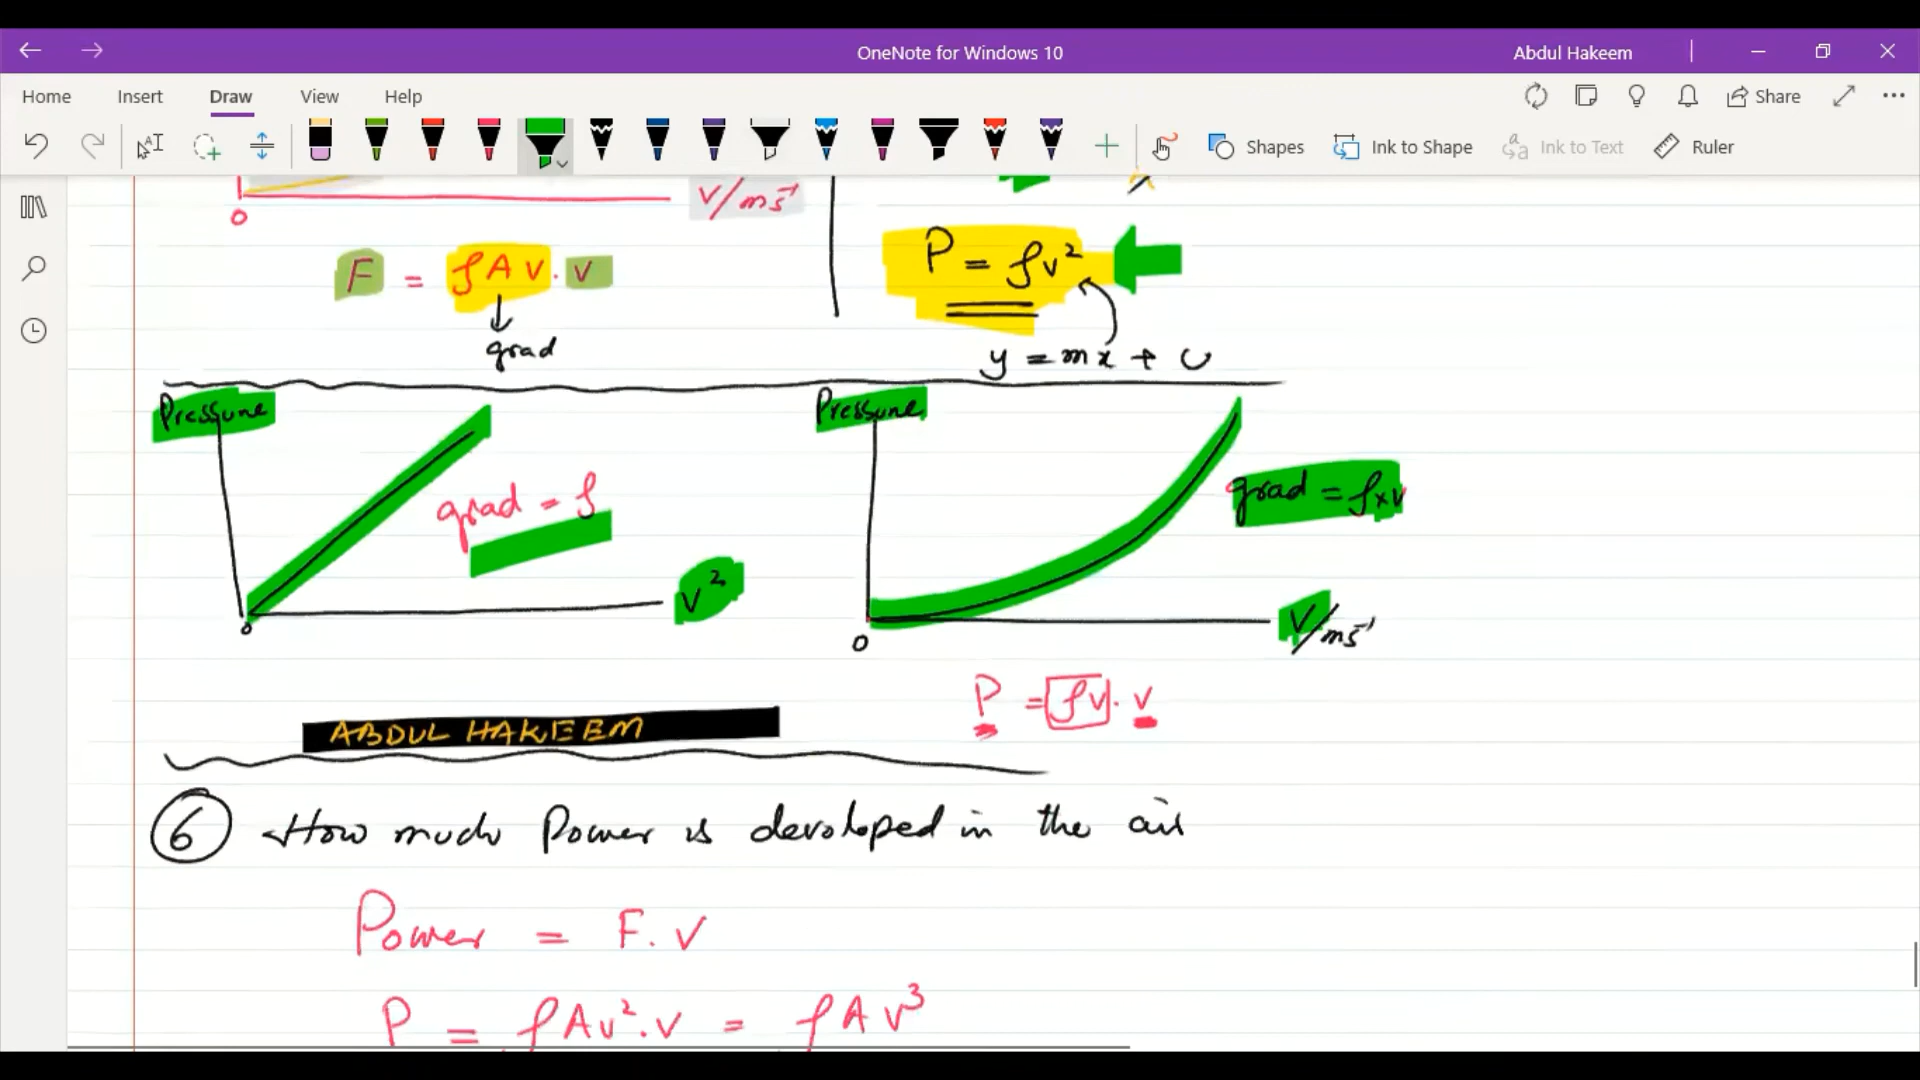 OneNote for Windows 10
Abdul Hakeem
Home Insert Draw View Help
Share
Shapes Ink to Shape Ink to Text Ruler
V/ms⁻¹
0
F = ρAv.v
grad
P = ρv²
y = mx + c
Pressure
grad = ρ
v²
0
Pressure
grad = ρxv
V/ms⁻¹
0
P = ρv.v
ABDUL HAKEEM
6 How much Power is developed in the air
Power = F.v
P = ρAv².v = ρAv³